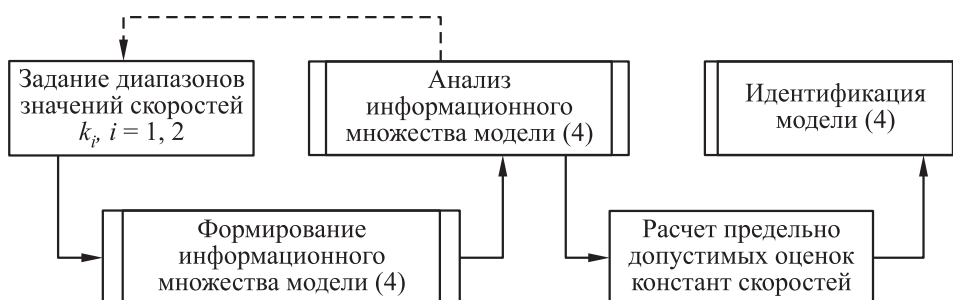 Задание диапазонов
значений скоростей
kᵢ, i = 1, 2
Анализ
информационного
множества модели (4)
Идентификация
модели (4)
Формирование
информационного
множества модели (4)
Расчет предельно
допустимых оценок
констант скоростей